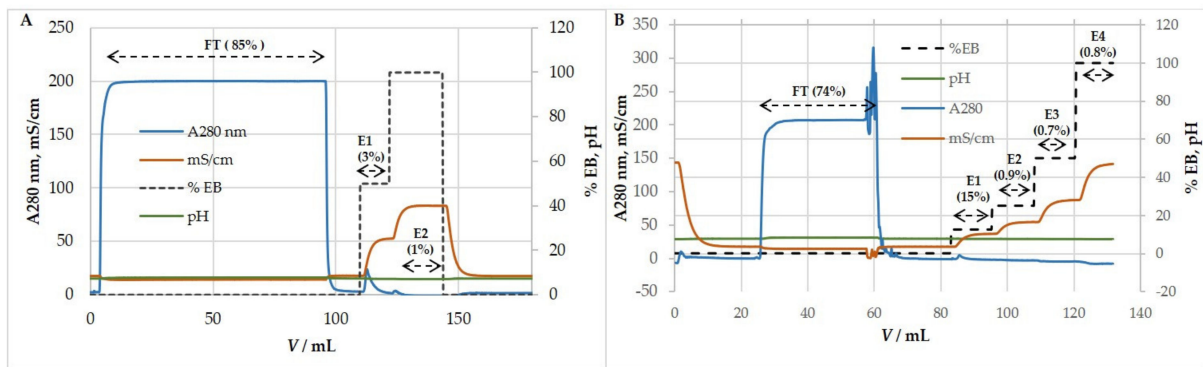 A
250
200
150
100
50
0
A280 nm, mS/cm
FT ( 85% )
A280 nm
mS/cm
% EB
pH
E1
(3%)
E2
(1%)
120
100
80
60
40
20
0
% EB, pH
0
50
100
150
V / mL
B
350
300
250
200
150
100
50
0
-50
A280 nm, mS/cm
%EB
pH
A280
mS/cm
FT (74%)
E1
(15%)
E2
(0.9%)
E3
(0.7%)
E4
(0.8%)
120
100
80
60
40
20
0
-20
% EB, pH
0
20
40
60
80
100
120
140
V / mL